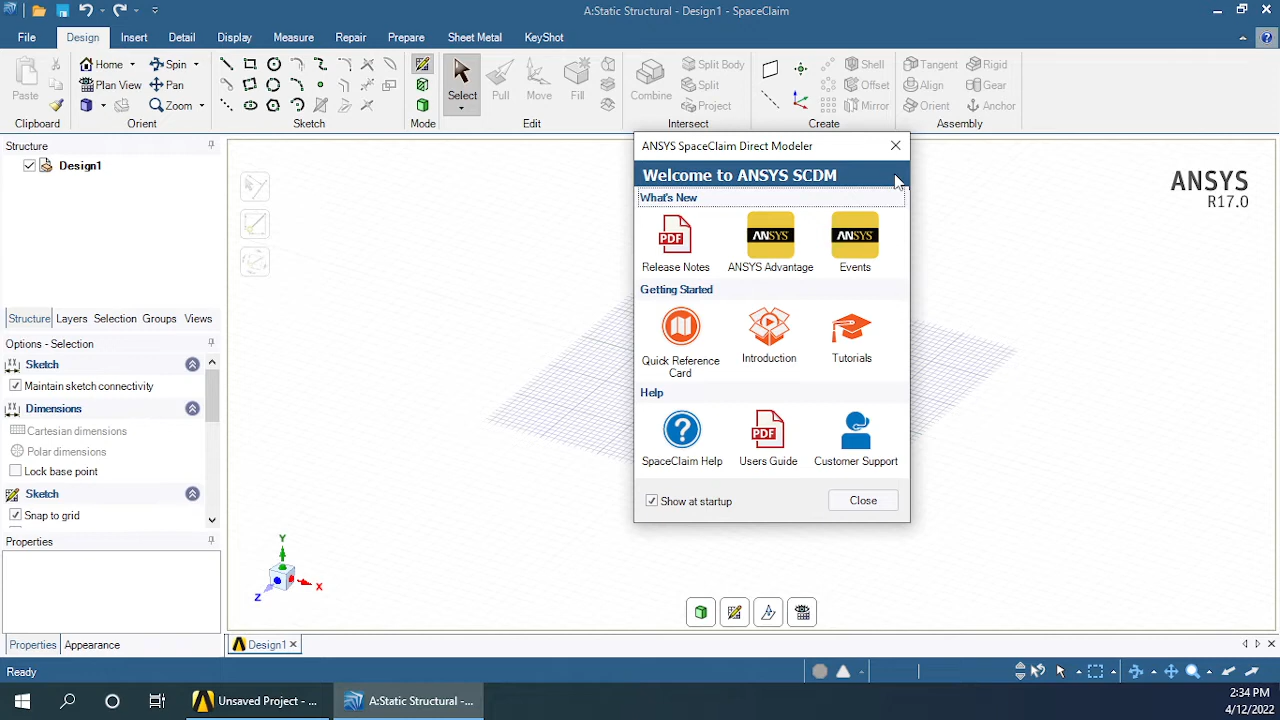 A:Static Structural - Design1 - SpaceClaim
File Design Insert Detail Display Measure Repair Prepare Sheet Metal KeyShot
Home Spin Split Body Shell Tangent Rigid
Plan View Pan Split Offset Align Gear
Paste Zoom Select Pull Move Fill Combine Project Mirror Orient Anchor
Clipboard Orient Sketch Mode Edit Intersect Create Assembly
Structure
Design1
Structure Layers Selection Groups Views
Options - Selection
Sketch
Maintain sketch connectivity
Dimensions
Cartesian dimensions
Polar dimensions
Lock base point
Sketch
Snap to grid
Properties
Properties Appearance
ANSYS
R17.0
ANSYS SpaceClaim Direct Modeler
Welcome to ANSYS SCDM
What's New
PDF ANSYS ANSYS
Release Notes ANSYS Advantage Events
Getting Started
Quick Reference Card Introduction Tutorials
Help
? PDF
SpaceClaim Help Users Guide Customer Support
Show at startup Close
Y
X
Z
Design1
Ready
Unsaved Project - ... A:Static Structural -...
2:34 PM
4/12/2022